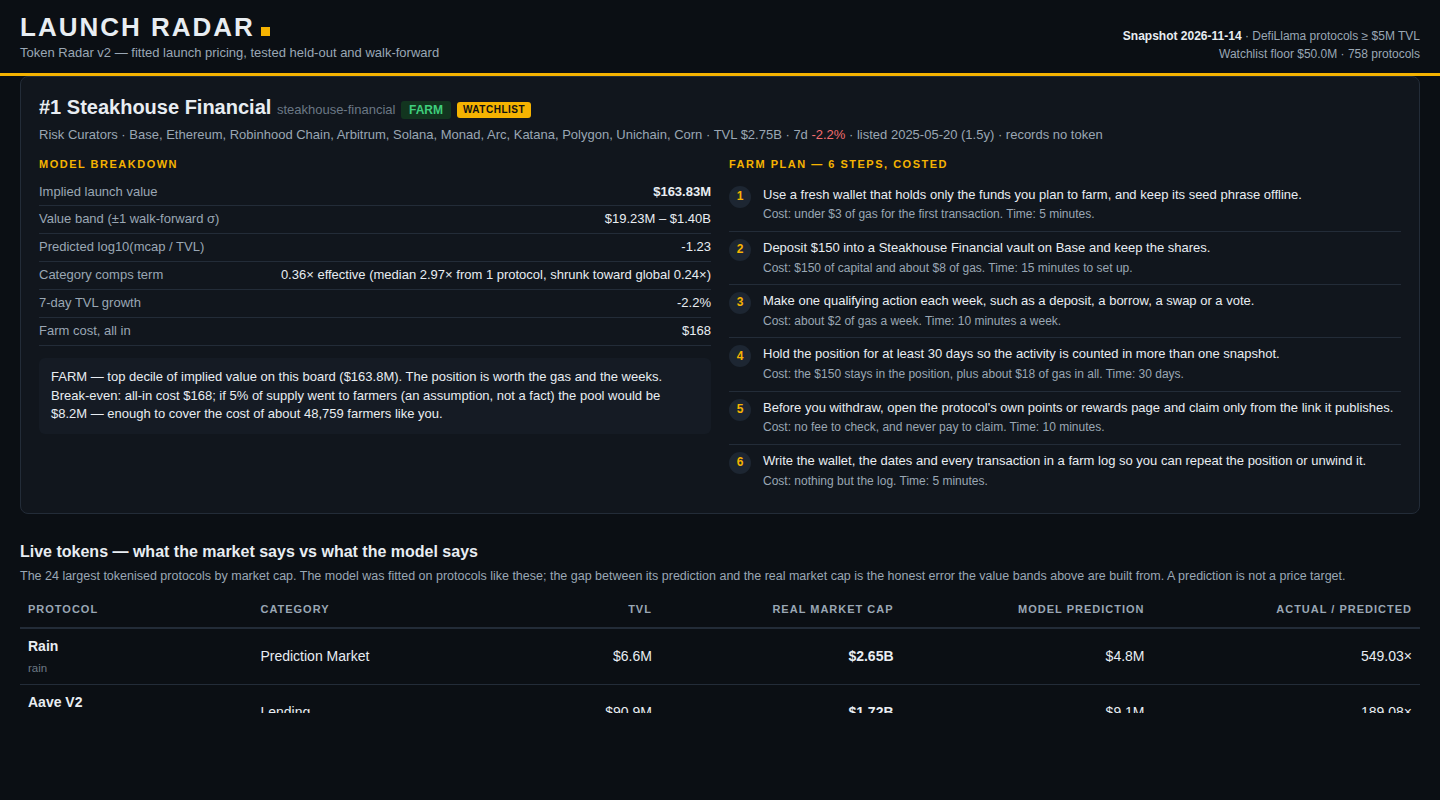 LAUNCH RADAR
Token Radar v2 — fitted launch pricing, tested held-out and walk-forward
Snapshot 2026-11-14 · DefiLlama protocols ≥ $5M TVL
Watchlist floor $50.0M · 758 protocols
#1 Steakhouse Financial steakhouse-financial FARM WATCHLIST
Risk Curators · Base, Ethereum, Robinhood Chain, Arbitrum, Solana, Monad, Arc, Katana, Polygon, Unichain, Corn · TVL $2.75B · 7d -2.2% · listed 2025-05-20 (1.5y) · records no token
MODEL BREAKDOWN
Implied launch value $163.83M
Value band (±1 walk-forward σ) $19.23M – $1.40B
Predicted log10(mcap / TVL) -1.23
Category comps term 0.36× effective (median 2.97× from 1 protocol, shrunk toward global 0.24×)
7-day TVL growth -2.2%
Farm cost, all in $168
FARM — top decile of implied value on this board ($163.8M). The position is worth the gas and the weeks.
Break-even: all-in cost $168; if 5% of supply went to farmers (an assumption, not a fact) the pool would be
$8.2M — enough to cover the cost of about 48,759 farmers like you.
FARM PLAN — 6 STEPS, COSTED
1 Use a fresh wallet that holds only the funds you plan to farm, and keep its seed phrase offline.
Cost: under $3 of gas for the first transaction. Time: 5 minutes.
2 Deposit $150 into a Steakhouse Financial vault on Base and keep the shares.
Cost: $150 of capital and about $8 of gas. Time: 15 minutes to set up.
3 Make one qualifying action each week, such as a deposit, a borrow, a swap or a vote.
Cost: about $2 of gas a week. Time: 10 minutes a week.
4 Hold the position for at least 30 days so the activity is counted in more than one snapshot.
Cost: the $150 stays in the position, plus about $18 of gas in all. Time: 30 days.
5 Before you withdraw, open the protocol's own points or rewards page and claim only from the link it publishes.
Cost: no fee to check, and never pay to claim. Time: 10 minutes.
6 Write the wallet, the dates and every transaction in a farm log so you can repeat the position or unwind it.
Cost: nothing but the log. Time: 5 minutes.
Live tokens — what the market says vs what the model says
The 24 largest tokenised protocols by market cap. The model was fitted on protocols like these; the gap between its prediction and the real market cap is the honest error the value bands above are built from. A prediction is not a price target.
PROTOCOL CATEGORY TVL REAL MARKET CAP MODEL PREDICTION ACTUAL / PREDICTED
Rain
rain
Prediction Market $6.6M $2.65B $4.8M 549.03×
Aave V2
Lending $90.9M $1.72B $9.1M 189.08×